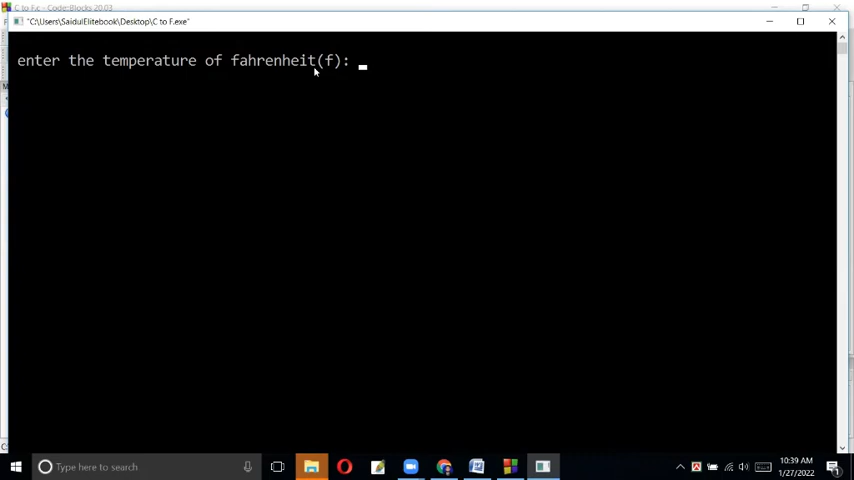 C to F.c - Code::Blocks 20.03
"C:\Users\SaidulElitebook\Desktop\C to F.exe"
enter the temperature of fahrenheit(f):
Type here to search
10:39 AM
1/27/2022